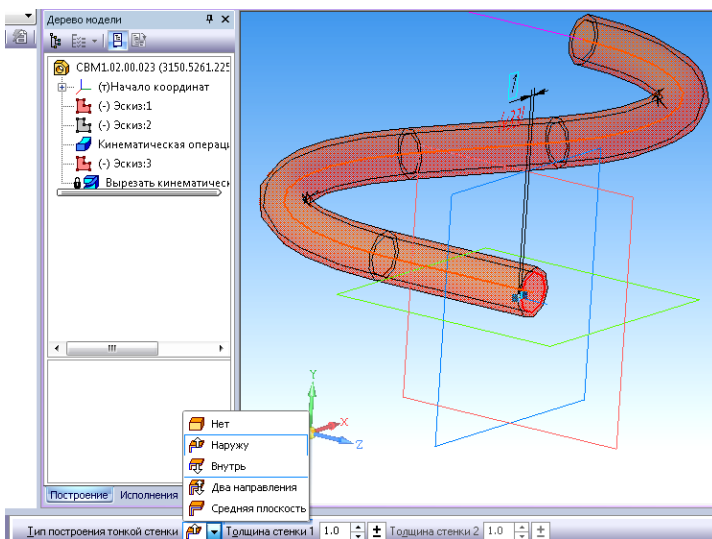 Дерево модели
СВМ1.02.00.023 (3150.5261.225
(т)Начало координат
(-) Эскиз:1
(-) Эскиз:2
Кинематическая операци
(-) Эскиз:3
Вырезать кинематическ
1
Y
X
Z
Нет
Наружу
Внутрь
Два направления
Средняя плоскость
Построение Исполнения
Тип построения тонкой стенки Толщина стенки 1 1.0 Толщина стенки 2 1.0